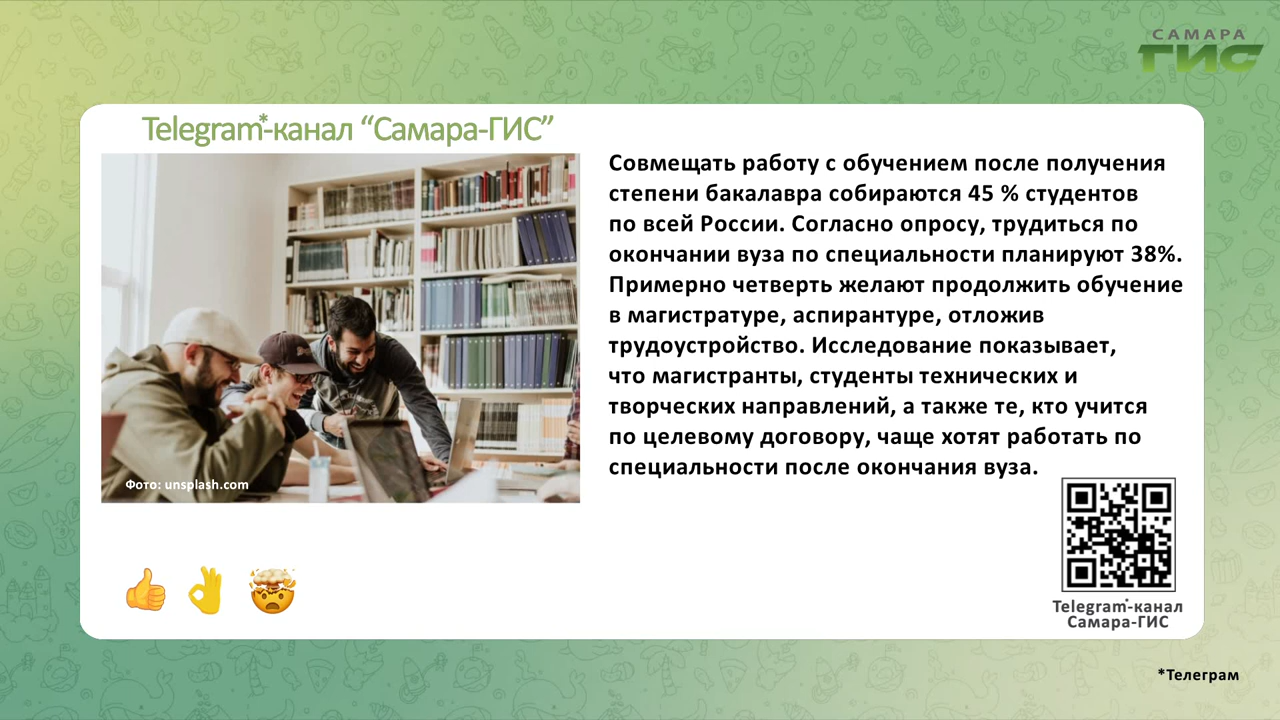 САМАРА
ГИС
Telegram*-канал “Самара-ГИС”
Совмещать работу с обучением после получения
степени бакалавра собираются 45 % студентов
по всей России. Согласно опросу, трудиться по
окончании вуза по специальности планируют 38%.
Примерно четверть желают продолжить обучение
в магистратуре, аспирантуре, отложив
трудоустройство. Исследование показывает,
что магистранты, студенты технических и
творческих направлений, а также те, кто учится
по целевому договору, чаще хотят работать по
специальности после окончания вуза.
Фото: unsplash.com
Telegram*-канал
Самара-ГИС
*Телеграм